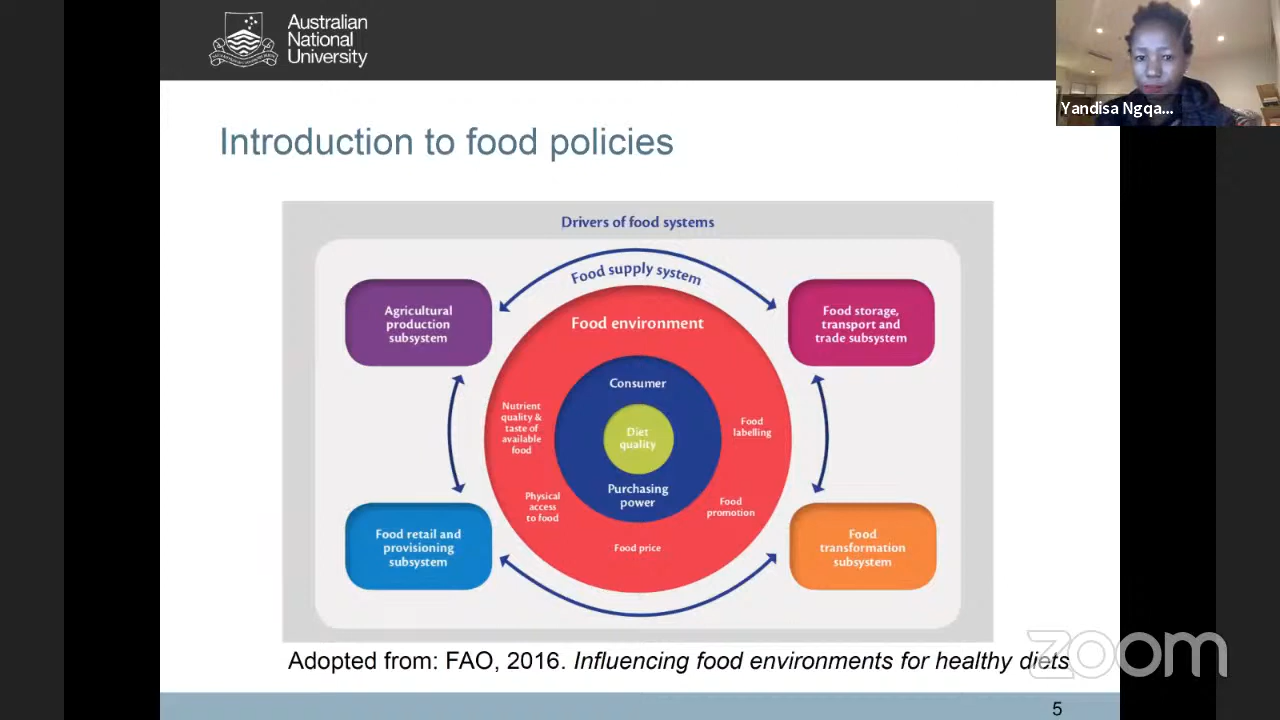 Australian
National
University
Yandisa Ngqa...
Introduction to food policies
Drivers of food systems
Food supply system
Agricultural
production
subsystem
Food storage,
transport and
trade subsystem
Food environment
Consumer
Diet
quality
Purchasing
power
Nutrient
quality &
taste of
available
food
Food
labelling
Physical
access
to food
Food
promotion
Food price
Food retail and
provisioning
subsystem
Food
transformation
subsystem
Adopted from: FAO, 2016. Influencing food environments for healthy diets
zoom
5